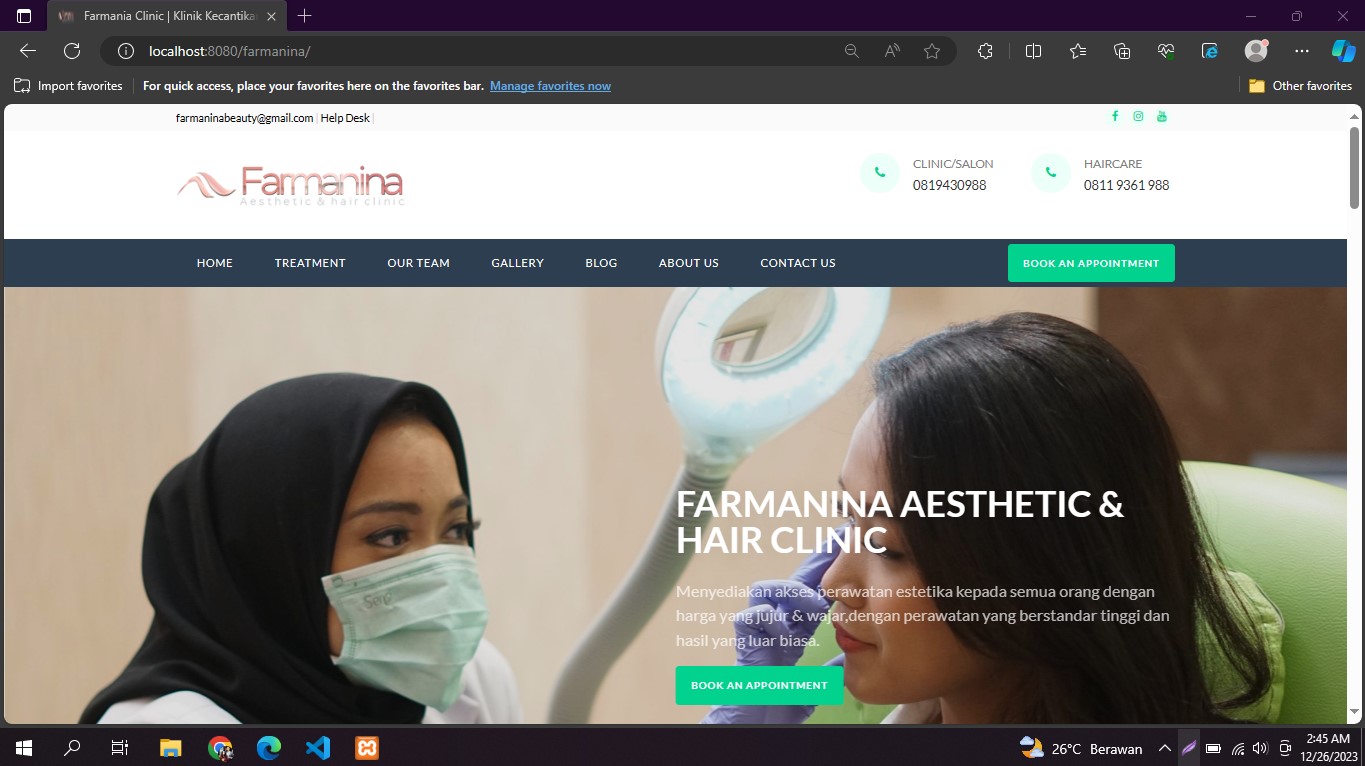 Farmania Clinic | Klinik Kecantika
localhost:8080/farmanina/
Import favorites
For quick access, place your favorites here on the favorites bar. Manage favorites now
Other favorites
farmaninabeauty@gmail.com | Help Desk |
Farmanina
Aesthetic & hair clinic
CLINIC/SALON
0819430988
HAIRCARE
0811 9361 988
HOME TREATMENT OUR TEAM GALLERY BLOG ABOUT US CONTACT US
BOOK AN APPOINTMENT
FARMANINA AESTHETIC &
HAIR CLINIC
Menyediakan akses perawatan estetika kepada semua orang dengan
harga yang jujur & wajar,dengan perawatan yang berstandar tinggi dan
hasil yang luar biasa.
BOOK AN APPOINTMENT
26°C Berawan
2:45 AM
12/26/2023